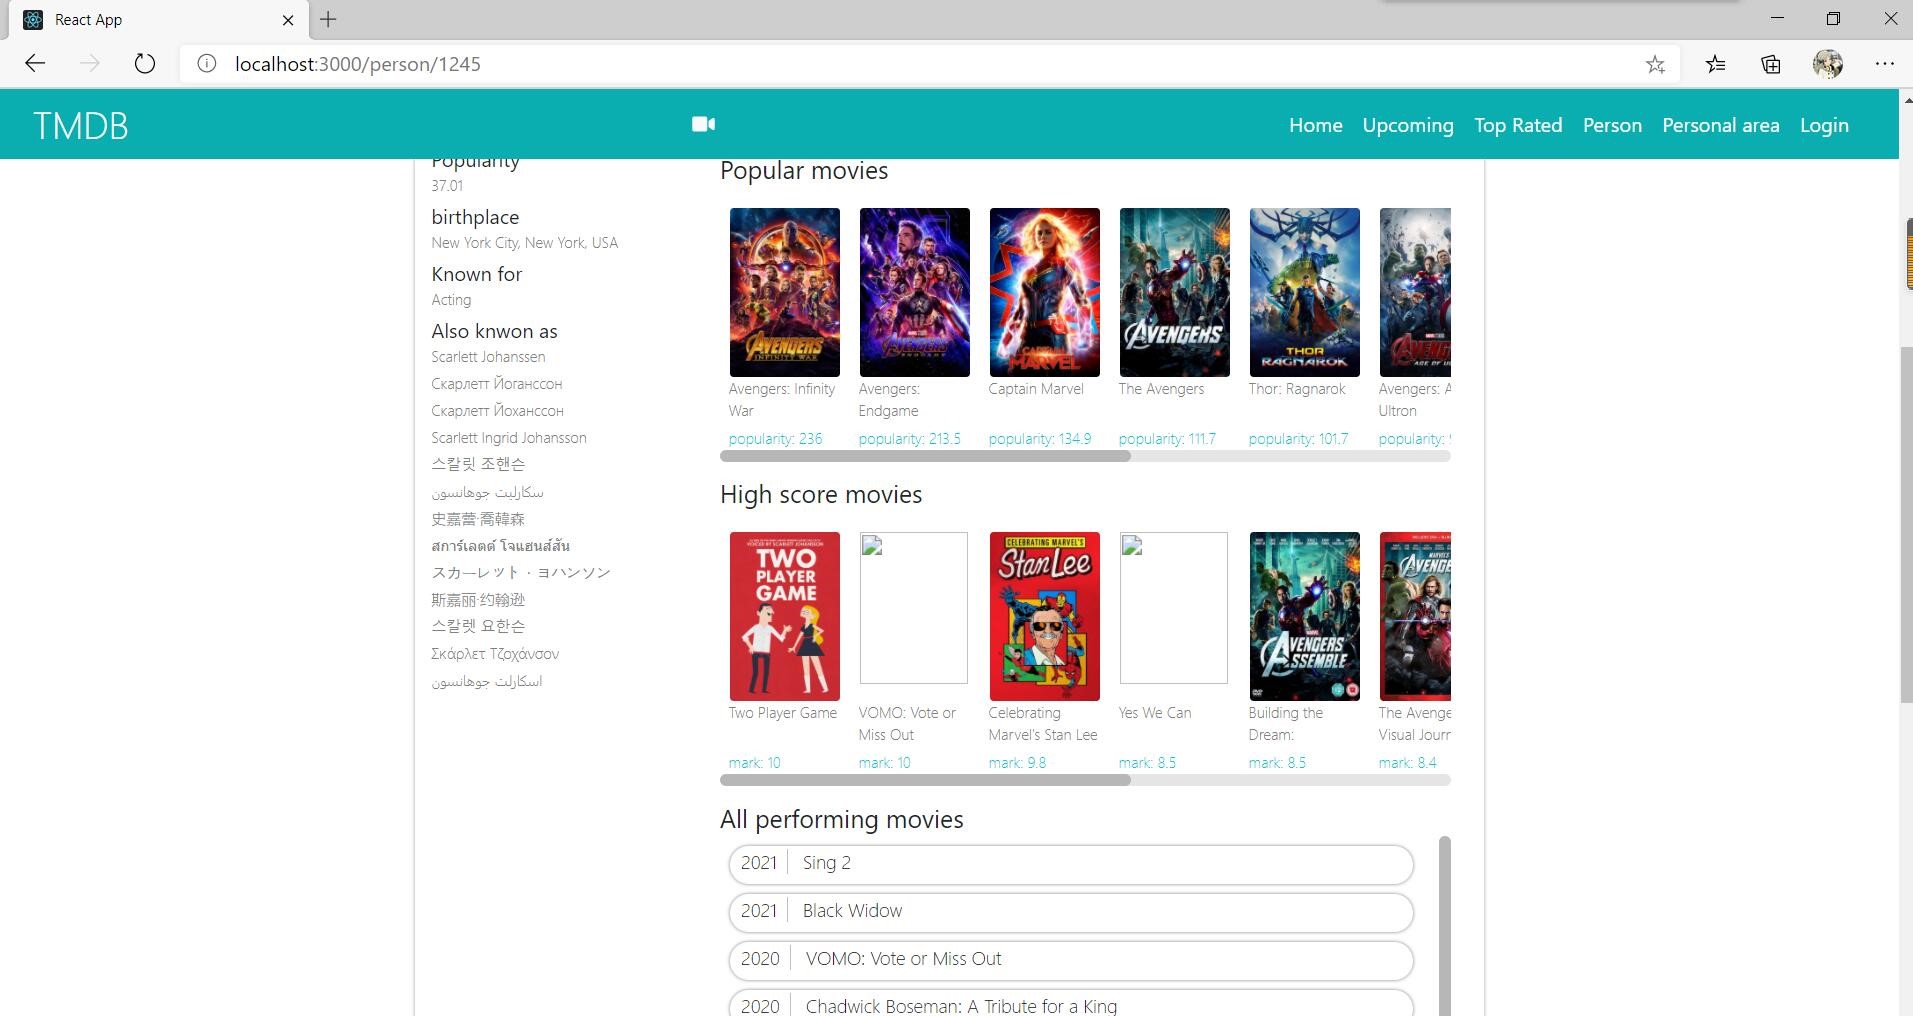 React App
localhost:3000/person/1245
TMDB
Home Upcoming Top Rated Person Personal area Login
Popularity
37.01
birthplace
New York City, New York, USA
Known for
Acting
Also knwon as
Scarlett Johanssen
Скарлетт Йоганссон
Скарлетт Йоханссон
Scarlett Ingrid Johansson
스칼릿 조핸슨
سكارليت جوهانسون
史嘉蕾·喬韓森
สการ์เลตต์ โจแฮนส์สัน
スカーレット・ヨハンソン
斯嘉丽·约翰逊
스칼렛 요한슨
Σκάρλετ Τζοχάνσον
اسکارلت جوهانسون
Popular movies
AVENGERS
INFINITY WAR
AVENGERS
ENDGAME
CAPTAIN
MARVEL
AVENGERS
THOR
RAGNAROK
Avengers: Infinity
War
Avengers:
Endgame
Captain Marvel
The Avengers
Thor: Ragnarok
Avengers: A
Ultron
popularity: 236
popularity: 213.5
popularity: 134.9
popularity: 111.7
popularity: 101.7
popularity:
High score movies
TWO
PLAYER
GAME
CELEBRATING MARVEL'S
Stan Lee
AVENGERS
ASSEMBLE
Two Player Game
VOMO: Vote or
Miss Out
Celebrating
Marvel's Stan Lee
Yes We Can
Building the
Dream:
The Avenge
Visual Journ
mark: 10
mark: 10
mark: 9.8
mark: 8.5
mark: 8.5
mark: 8.4
All performing movies
2021 Sing 2
2021 Black Widow
2020 VOMO: Vote or Miss Out
2020 Chadwick Boseman: A Tribute for a King